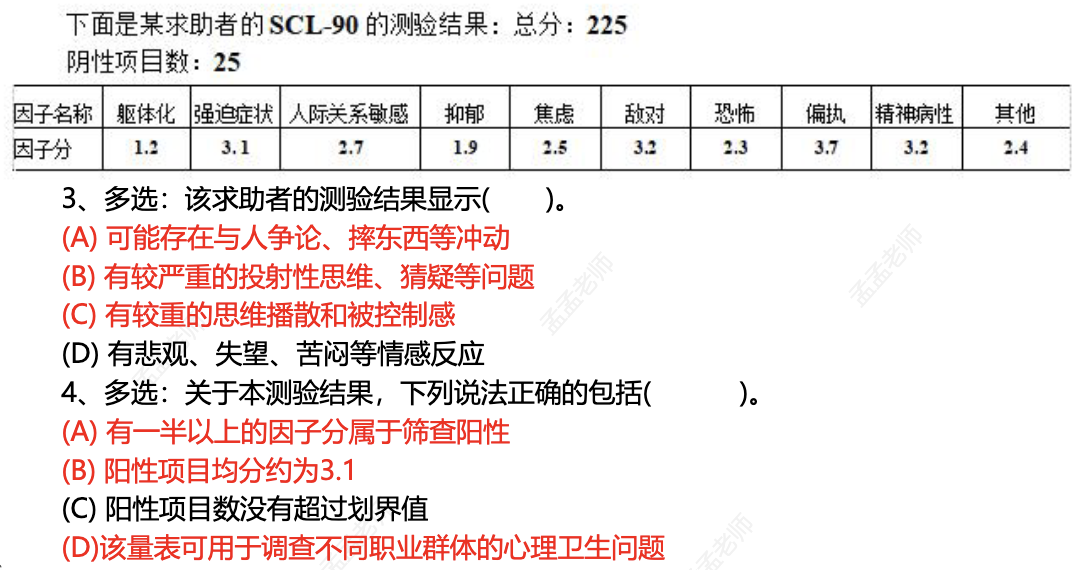 下面是某求助者的SCL-90的测验结果：总分：225
阴性项目数：25
因子名称 躯体化 强迫症状 人际关系敏感 抑郁 焦虑 敌对 恐怖 偏执 精神病性 其他
因子分 1.2 3.1 2.7 1.9 2.5 3.2 2.3 3.7 3.2 2.4
3、多选：该求助者的测验结果显示(  )。
(A) 可能存在与人争论、摔东西等冲动
(B) 有较严重的投射性思维、猜疑等问题
(C) 有较重的思维播散和被控制感
(D) 有悲观、失望、苦闷等情感反应
4、多选：关于本测验结果，下列说法正确的包括(  )。
(A) 有一半以上的因子分属于筛查阳性
(B) 阳性项目均分约为3.1
(C) 阳性项目数没有超过划界值
(D)该量表可用于调查不同职业群体的心理卫生问题
孟孟老师
孟孟老师
孟孟老师